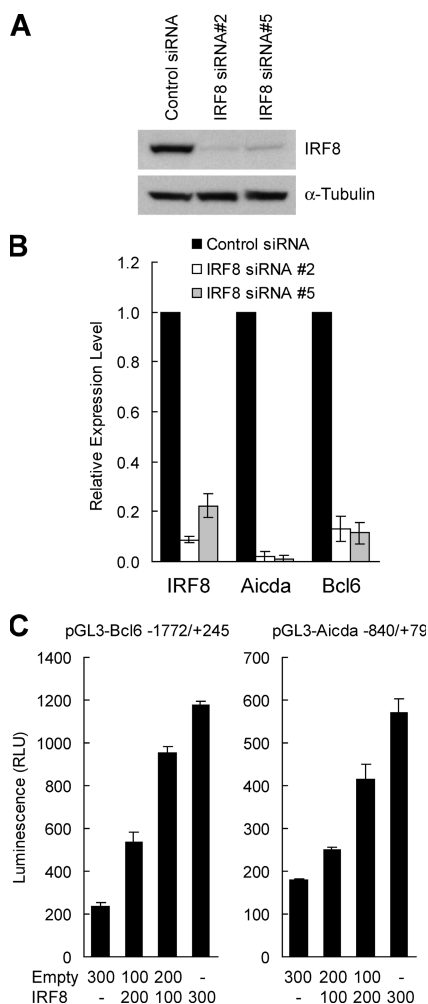 A
Control siRNA
IRF8 siRNA#2
IRF8 siRNA#5
IRF8
α-Tubulin
B
Control siRNA
IRF8 siRNA #2
IRF8 siRNA #5
Relative Expression Level
1.2
1.0
0.8
0.6
0.4
0.2
0.0
IRF8 Aicda Bcl6
C
pGL3-Bcl6 -1772/+245
pGL3-Aicda -840/+79
Luminescence (RLU)
1400
1200
1000
800
600
400
200
0
700
600
500
400
300
200
100
0
Empty 300 100 200 - 300 200 100 -
IRF8 - 200 100 300 - 100 200 300